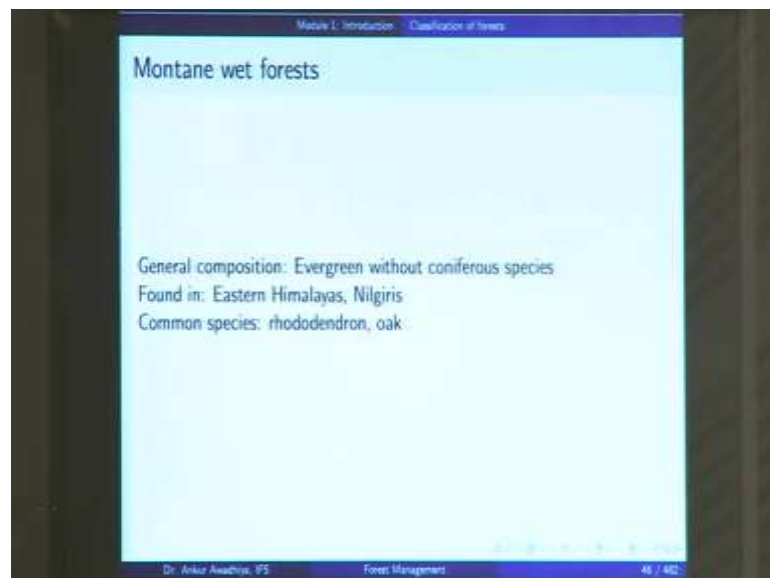 Module 1: Introduction Classification of forests
Montane wet forests
General composition: Evergreen without coniferous species
Found in: Eastern Himalayas, Nilgiris
Common species: rhododendron, oak
Dr. Ankur Awadhiya, IFS Forest Management 46 / 462